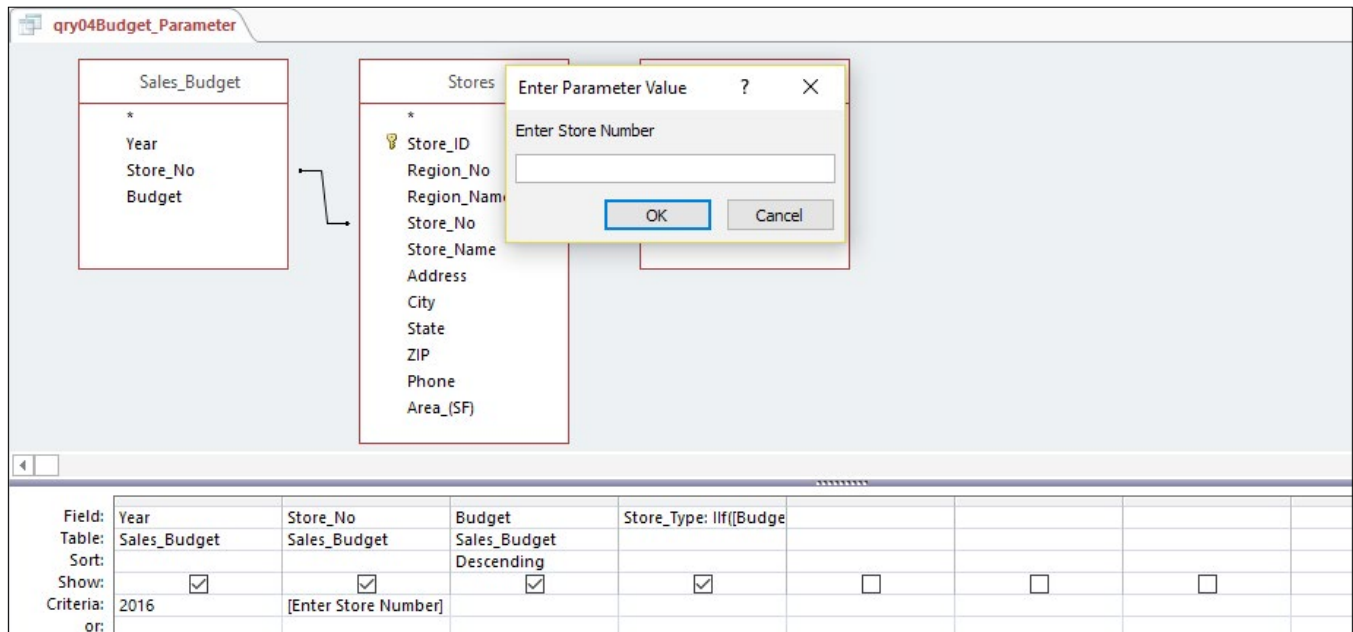 qry04Budget_Parameter
Sales_Budget
*
Year
Store_No
Budget
Stores
*
Store_ID
Region_No
Region_Name
Store_No
Store_Name
Address
City
State
ZIP
Phone
Area_(SF)
Enter Parameter Value ? ×
Enter Store Number
OK Cancel
Field: Year Store_No Budget Store_Type: IIf([Budge
Table: Sales_Budget Sales_Budget Sales_Budget
Sort: Descending
Show:
Criteria: 2016 [Enter Store Number]
or: